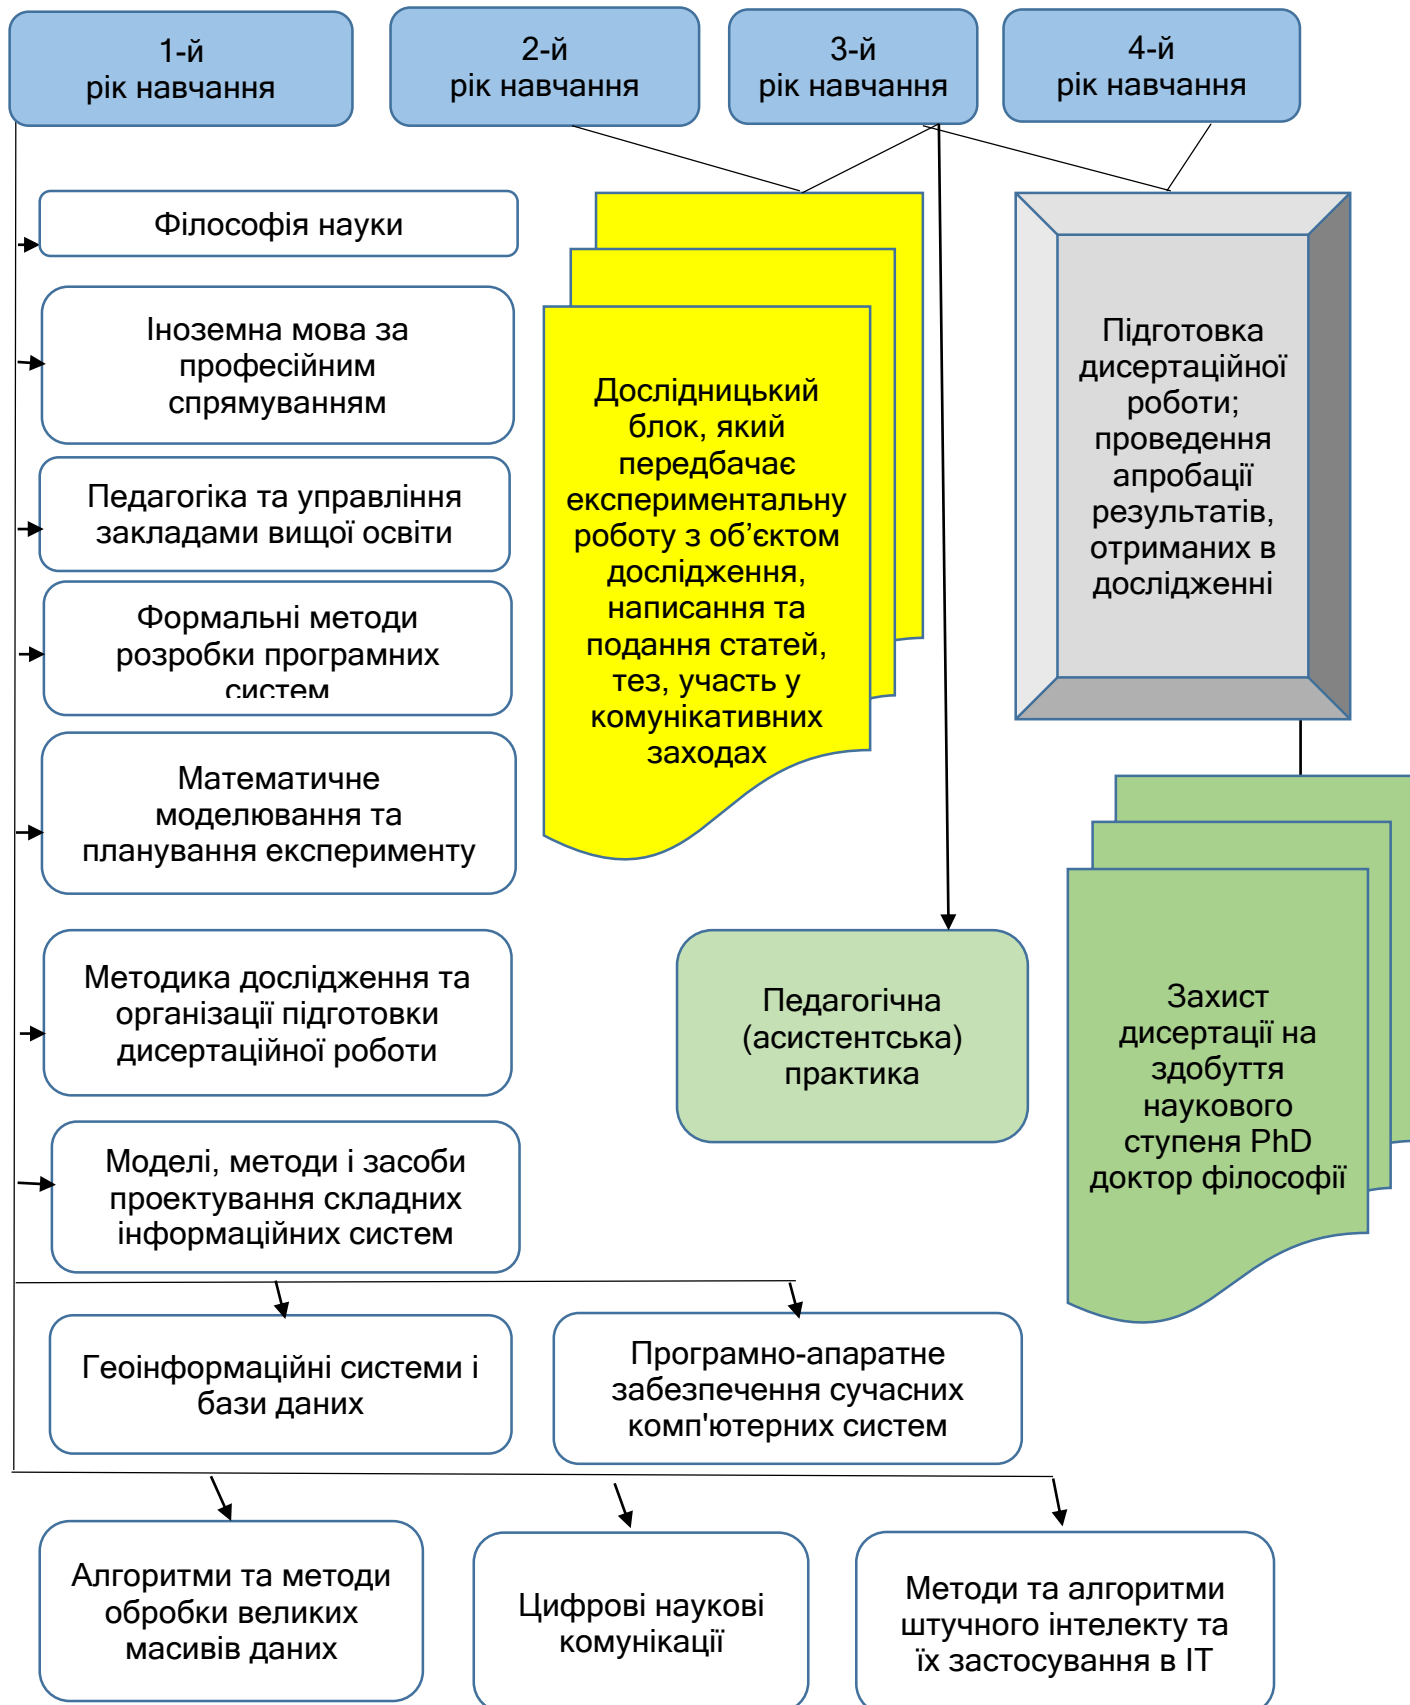 1-й
рік навчання
2-й
рік навчання
3-й
рік навчання
4-й
рік навчання
Філософія науки
Іноземна мова за
професійним
спрямуванням
Педагогіка та управління
закладами вищої освіти
Формальні методи
розробки програмних
систем
Математичне
моделювання та
планування експерименту
Методика дослідження та
організації підготовки
дисертаційної роботи
Моделі, методи і засоби
проектування складних
інформаційних систем
Дослідницький
блок, який
передбачає
експериментальну
роботу з об’єктом
дослідження,
написання та
подання статей,
тез, участь у
комунікативних
заходах
Підготовка
дисертаційної
роботи;
проведення
апробації
результатів,
отриманих в
дослідженні
Педагогічна
(асистентська)
практика
Захист
дисертації на
здобуття
наукового
ступеня PhD
доктор філософії
Геоінформаційні системи і
бази даних
Програмно-апаратне
забезпечення сучасних
комп'ютерних систем
Алгоритми та методи
обробки великих
масивів даних
Цифрові наукові
комунікації
Методи та алгоритми
штучного інтелекту та
їх застосування в ІТ